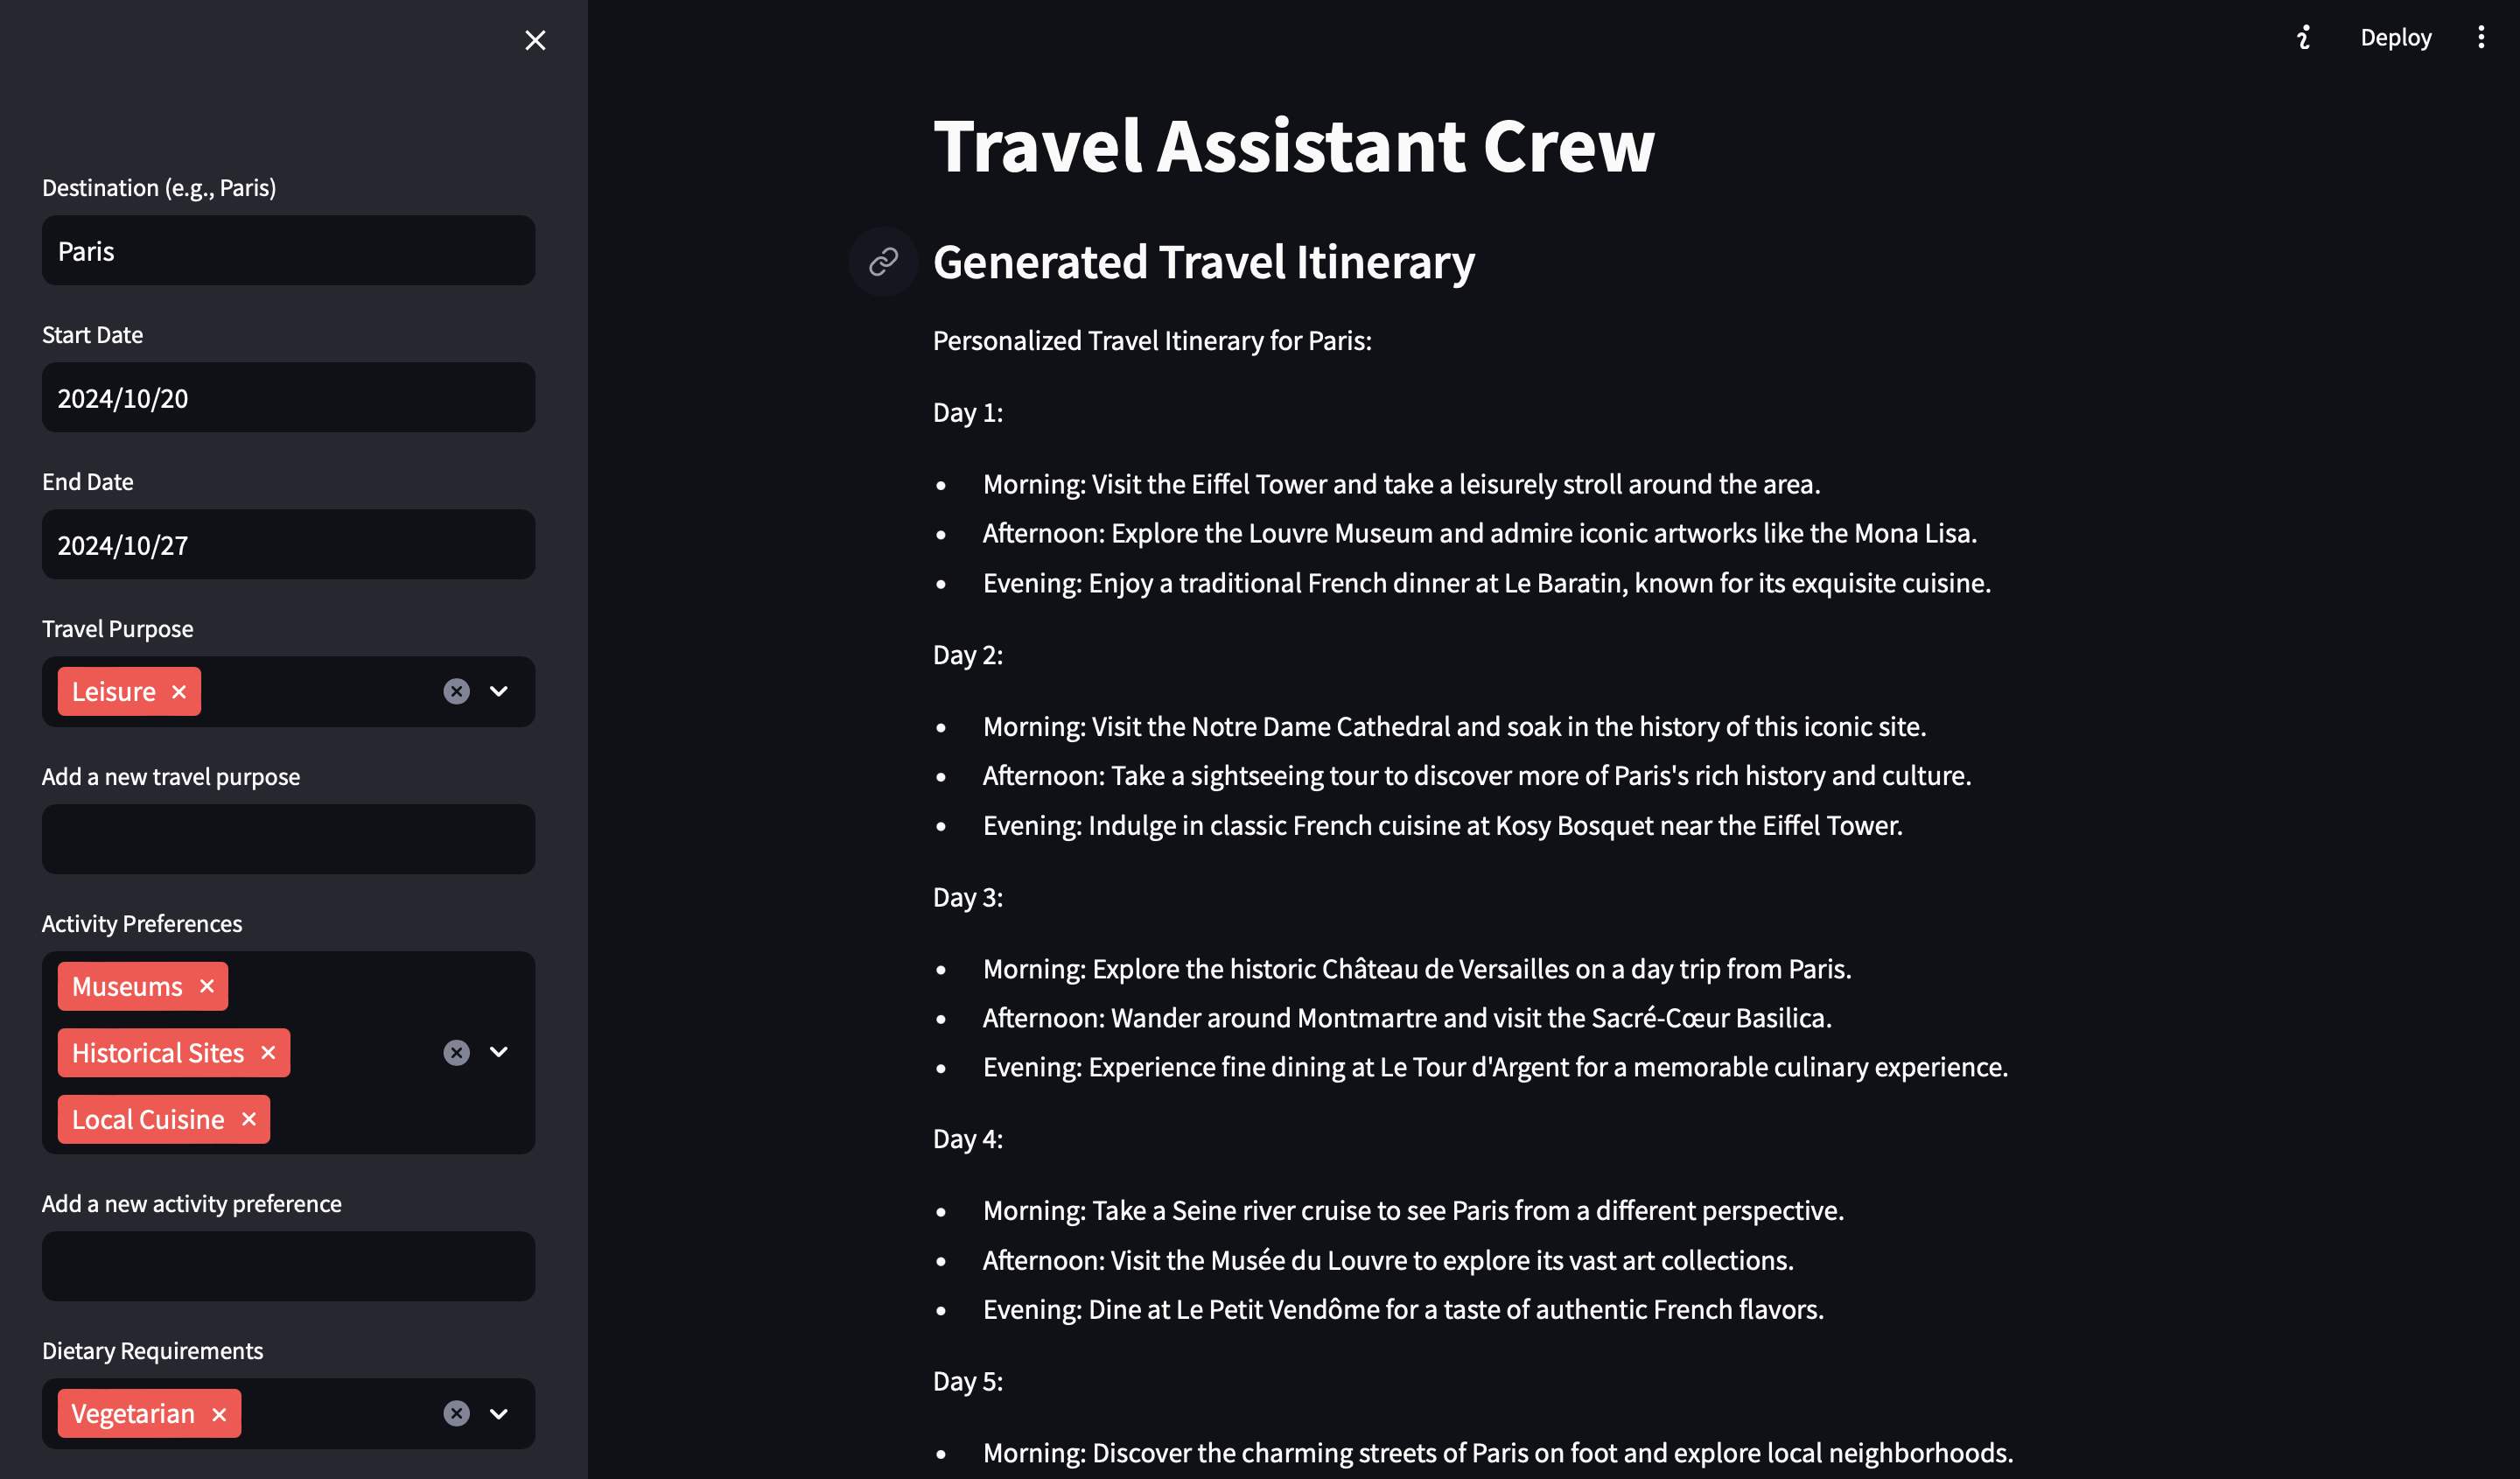 Destination (e.g., Paris)
Paris
Start Date
2024/10/20
End Date
2024/10/27
Travel Purpose
Leisure
Add a new travel purpose
Activity Preferences
Museums
Historical Sites
Local Cuisine
Add a new activity preference
Dietary Requirements
Vegetarian
Deploy
Travel Assistant Crew
Generated Travel Itinerary
Personalized Travel Itinerary for Paris:
Day 1:
• Morning: Visit the Eiffel Tower and take a leisurely stroll around the area.
• Afternoon: Explore the Louvre Museum and admire iconic artworks like the Mona Lisa.
• Evening: Enjoy a traditional French dinner at Le Baratin, known for its exquisite cuisine.
Day 2:
• Morning: Visit the Notre Dame Cathedral and soak in the history of this iconic site.
• Afternoon: Take a sightseeing tour to discover more of Paris's rich history and culture.
• Evening: Indulge in classic French cuisine at Kosy Bosquet near the Eiffel Tower.
Day 3:
• Morning: Explore the historic Château de Versailles on a day trip from Paris.
• Afternoon: Wander around Montmartre and visit the Sacré-Cœur Basilica.
• Evening: Experience fine dining at Le Tour d'Argent for a memorable culinary experience.
Day 4:
• Morning: Take a Seine river cruise to see Paris from a different perspective.
• Afternoon: Visit the Musée du Louvre to explore its vast art collections.
• Evening: Dine at Le Petit Vendôme for a taste of authentic French flavors.
Day 5:
• Morning: Discover the charming streets of Paris on foot and explore local neighborhoods.